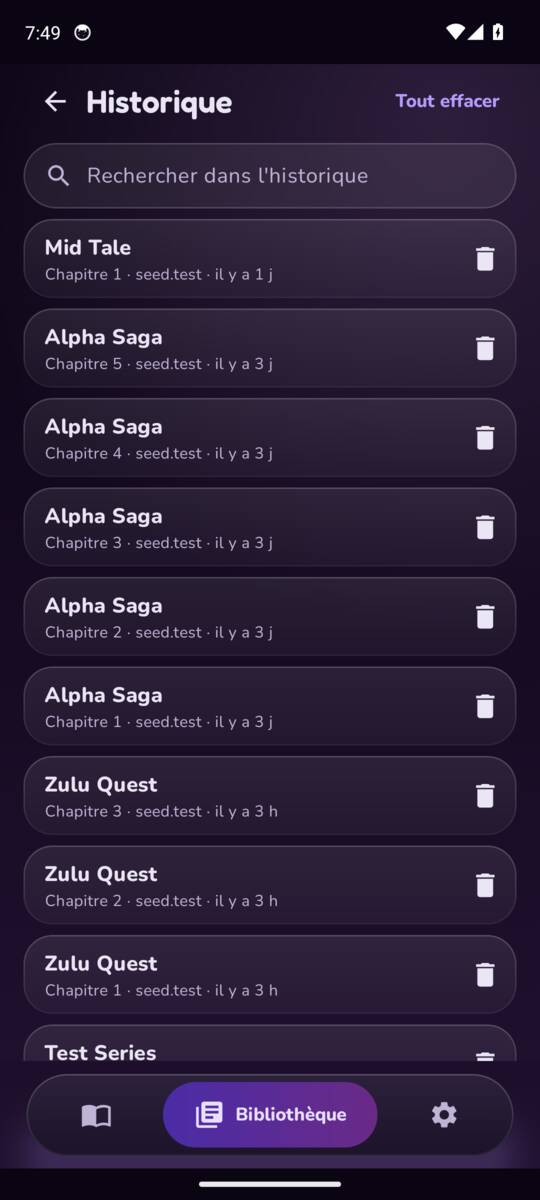 7:49
Historique
Tout effacer
Rechercher dans l'historique
Mid Tale
Chapitre 1 · seed.test · il y a 1 j
Alpha Saga
Chapitre 5 · seed.test · il y a 3 j
Alpha Saga
Chapitre 4 · seed.test · il y a 3 j
Alpha Saga
Chapitre 3 · seed.test · il y a 3 j
Alpha Saga
Chapitre 2 · seed.test · il y a 3 j
Alpha Saga
Chapitre 1 · seed.test · il y a 3 j
Zulu Quest
Chapitre 3 · seed.test · il y a 3 h
Zulu Quest
Chapitre 2 · seed.test · il y a 3 h
Zulu Quest
Chapitre 1 · seed.test · il y a 3 h
Test Series
Bibliothèque